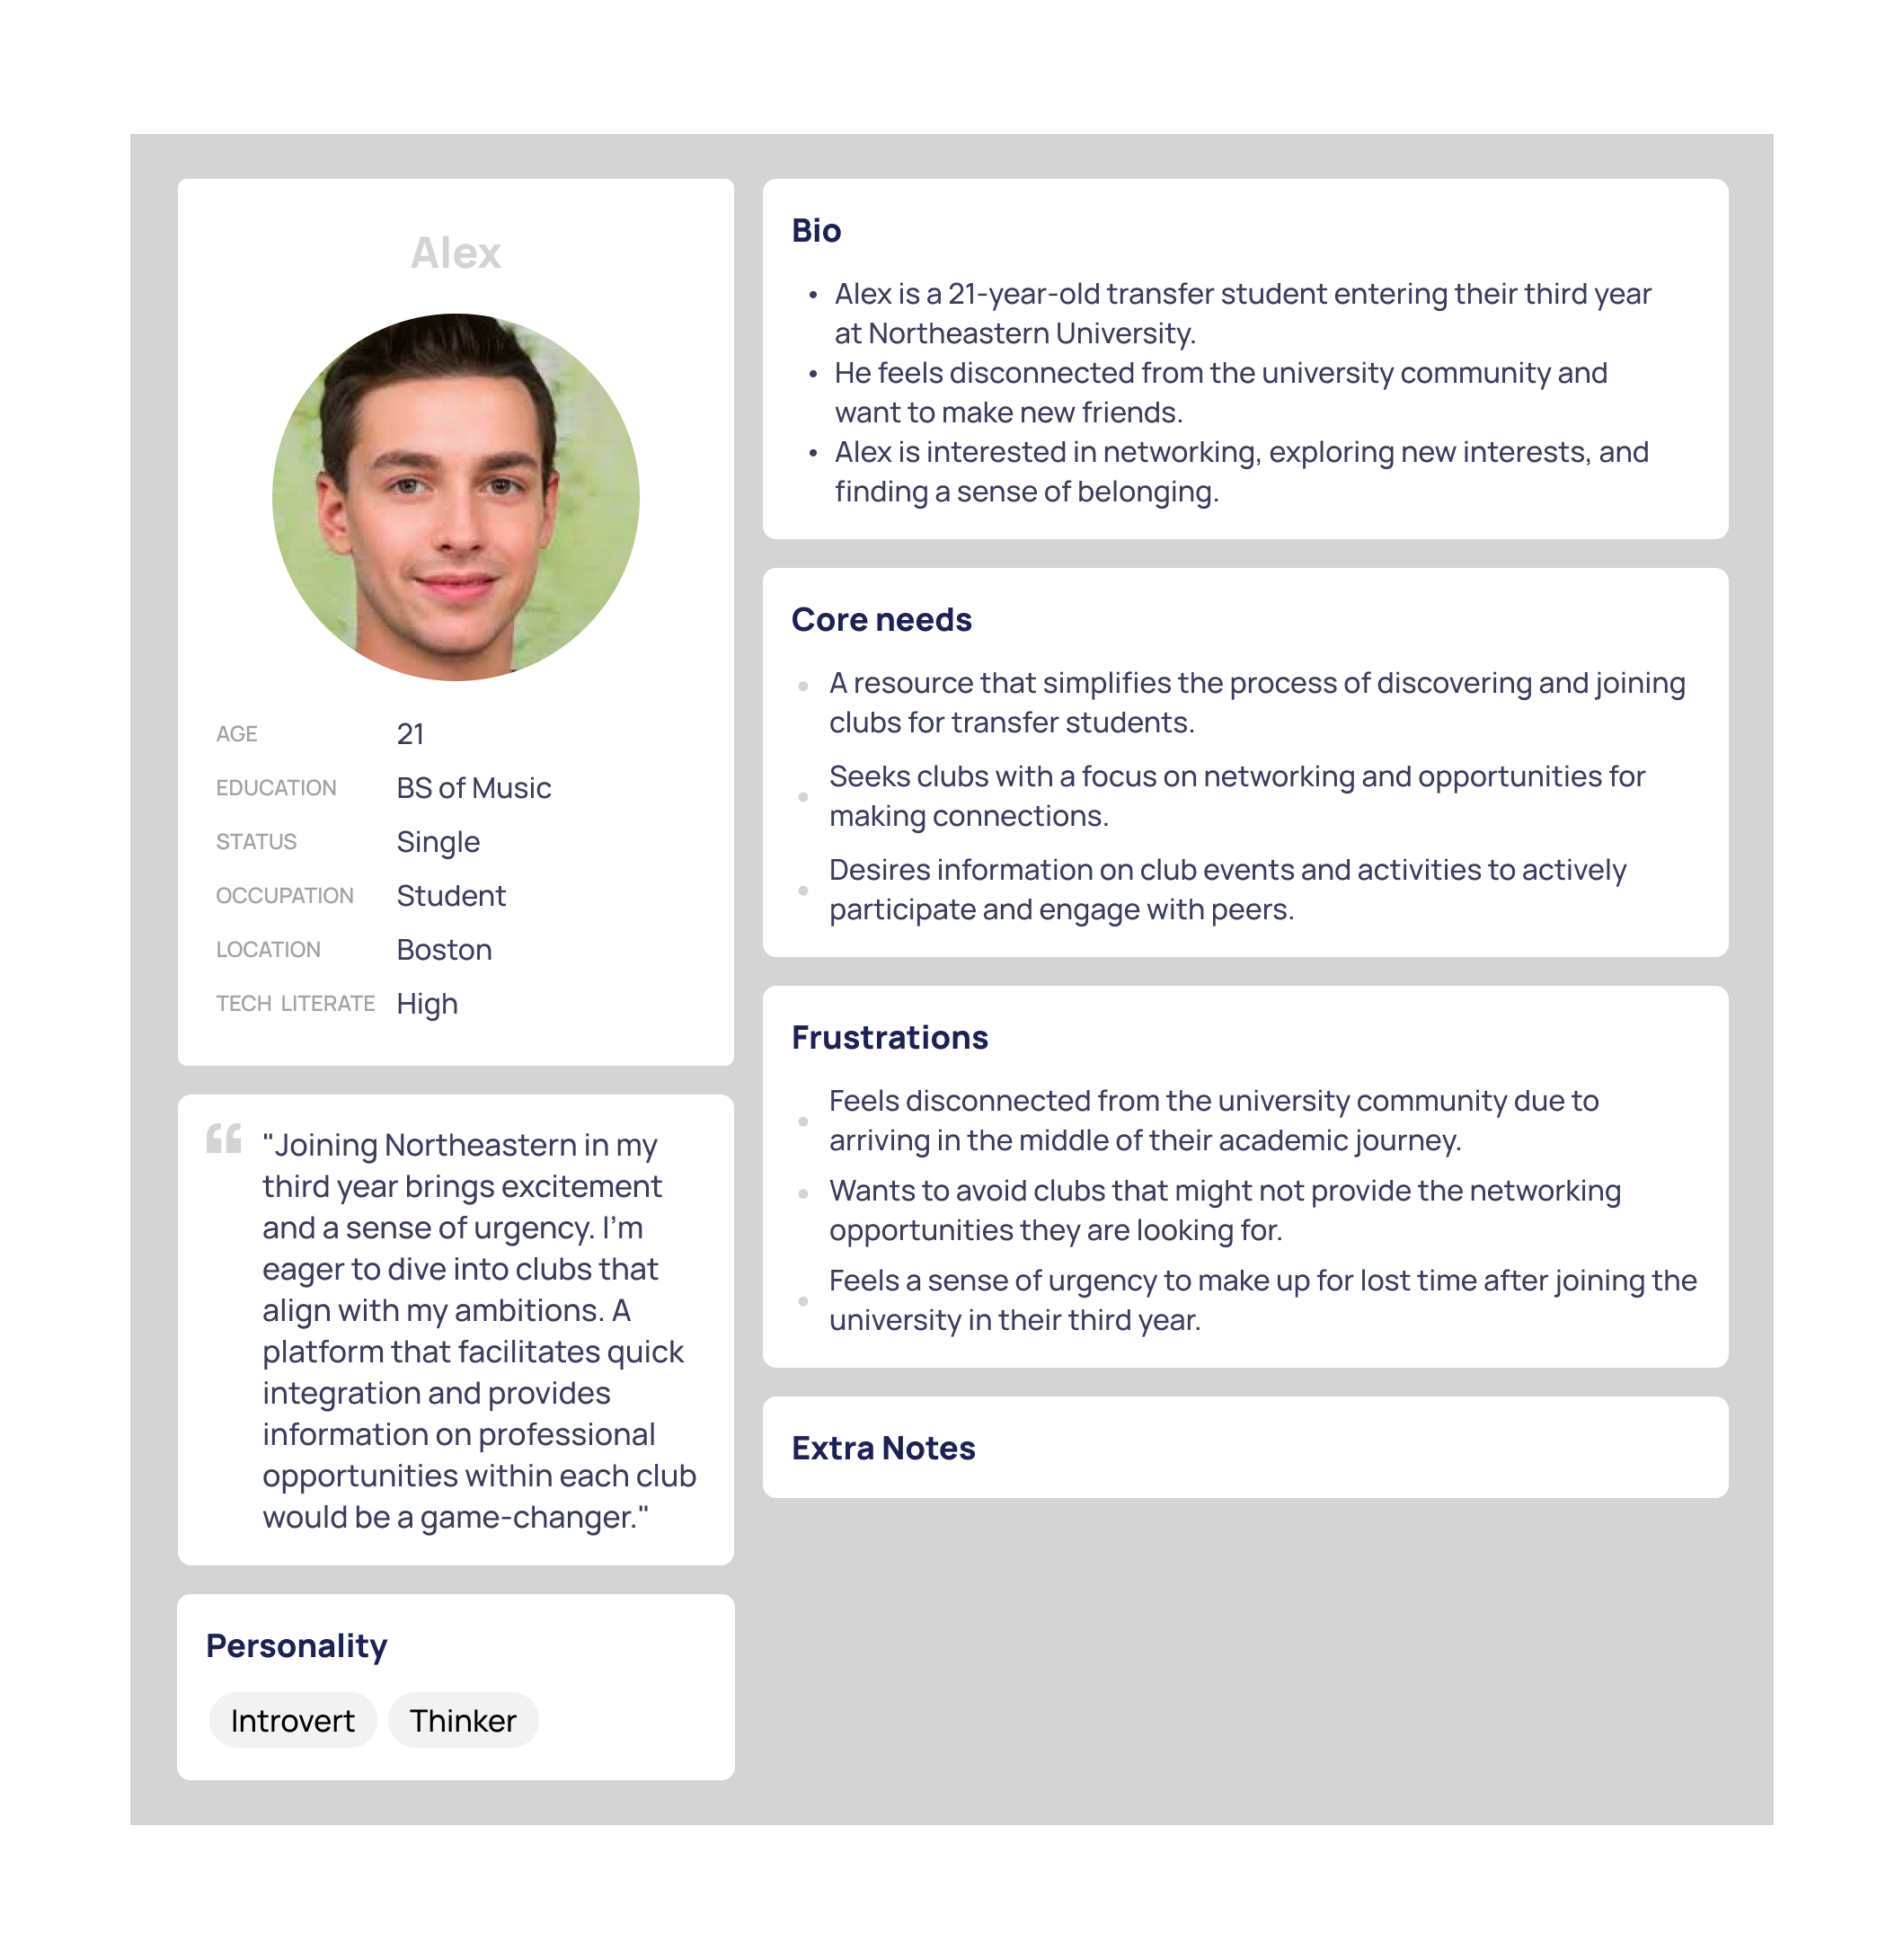 Alex
AGE 21
EDUCATION BS of Music
STATUS Single
OCCUPATION Student
LOCATION Boston
TECH LITERATE High
"Joining Northeastern in my
third year brings excitement
and a sense of urgency. I'm
eager to dive into clubs that
align with my ambitions. A
platform that facilitates quick
integration and provides
information on professional
opportunities within each club
would be a game-changer."
Personality
Introvert Thinker
Bio
• Alex is a 21-year-old transfer student entering their third year
at Northeastern University.
• He feels disconnected from the university community and
want to make new friends.
• Alex is interested in networking, exploring new interests, and
finding a sense of belonging.
Core needs
• A resource that simplifies the process of discovering and joining
clubs for transfer students.
• Seeks clubs with a focus on networking and opportunities for
making connections.
• Desires information on club events and activities to actively
participate and engage with peers.
Frustrations
• Feels disconnected from the university community due to
arriving in the middle of their academic journey.
• Wants to avoid clubs that might not provide the networking
opportunities they are looking for.
• Feels a sense of urgency to make up for lost time after joining the
university in their third year.
Extra Notes